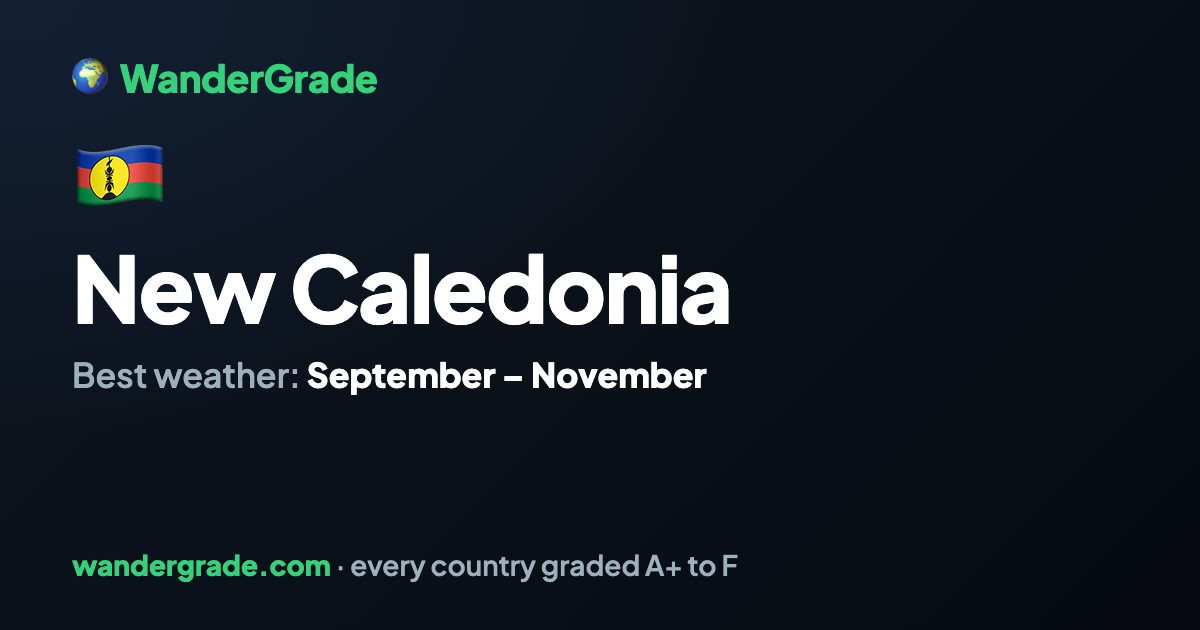 WanderGrade
New Caledonia
Best weather: September – November
wandergrade.com · every country graded A+ to F